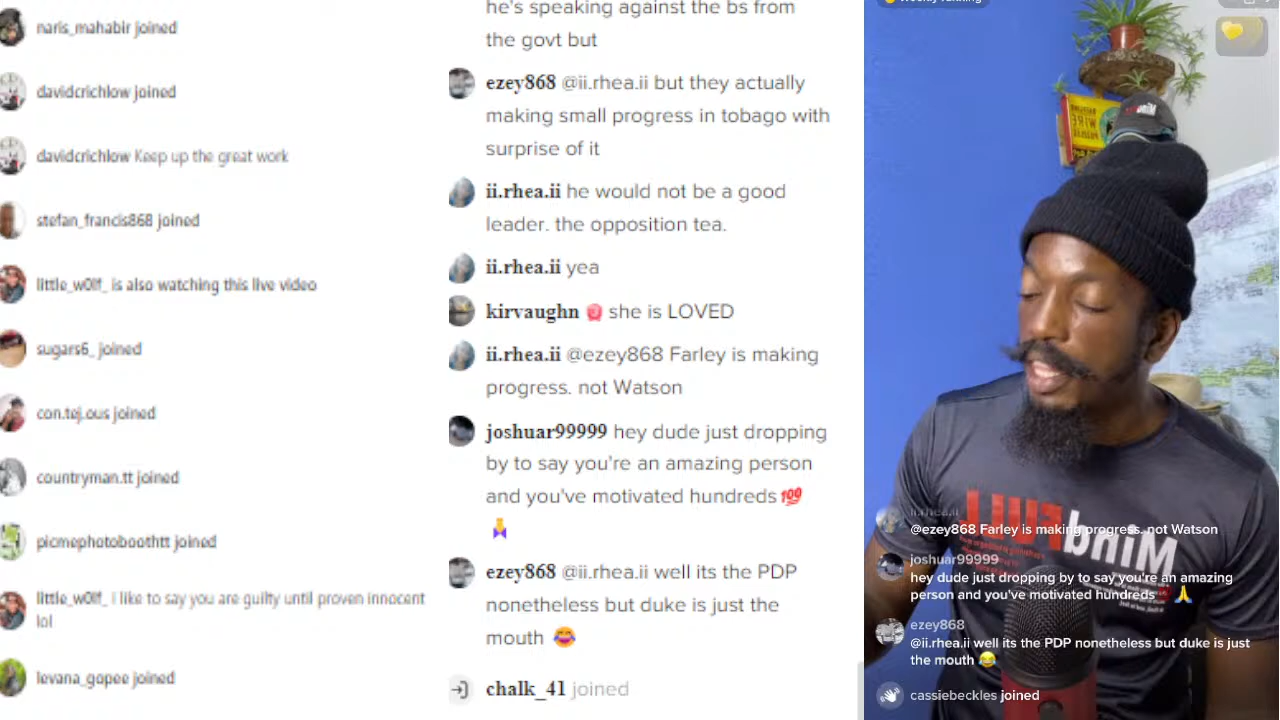 naris_mahabir joined
davidcrichlow joined
davidcrichlow Keep up the great work
stefan_francis868 joined
little_w0lf_ is also watching this live video
sugars6_ joined
con.tej.ous joined
countryman.tt joined
picmephotoboothtt joined
little_w0lf_ i like to say you are guilty until proven innocent
lol
levana_gopee joined
he's speaking against the bs from
the govt but
ezey868 @ii.rhea.ii but they actually
making small progress in tobago with
surprise of it
ii.rhea.ii he would not be a good
leader. the opposition tea.
ii.rhea.ii yea
kirvaughn she is LOVED
ii.rhea.ii @ezey868 Farley is making
progress. not Watson
joshuar99999 hey dude just dropping
by to say you're an amazing person
and you've motivated hundreds 💯
🙏
ezey868 @ii.rhea.ii well its the PDP
nonetheless but duke is just the
mouth 😂
chalk_41 joined
WIRE
MindFULL
ii.rhea.ii
@ezey868 Farley is making progress. not Watson
joshuar99999
hey dude just dropping by to say you're an amazing
person and you've motivated hundreds 🙏
ezey868
@ii.rhea.ii well its the PDP nonetheless but duke is just
the mouth 😂
cassiebeckles joined